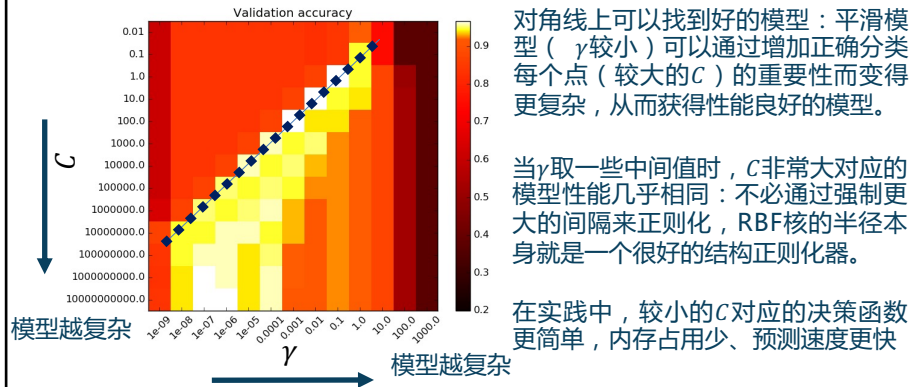 Validation accuracy
0.01
0.1
1.0
10.0
100.0
1000.0
10000.0
100000.0
1000000.0
10000000.0
100000000.0
1000000000.0
10000000000.0
C
模型越复杂
1e-09
1e-08
1e-07
1e-06
1e-05
0.0001
0.001
0.01
0.1
1.0
10.0
100.0
1000.0
γ
模型越复杂
0.9
0.8
0.7
0.6
0.5
0.4
0.3
0.2
对角线上可以找到好的模型：平滑模
型（ γ较小）可以通过增加正确分类
每个点（较大的C）的重要性而变得
更复杂，从而获得性能良好的模型。
当γ取一些中间值时，C非常大对应的
模型性能几乎相同：不必通过强制更
大的间隔来正则化，RBF核的半径本
身就是一个很好的结构正则化器。
在实践中，较小的C对应的决策函数
更简单，内存占用少、预测速度更快